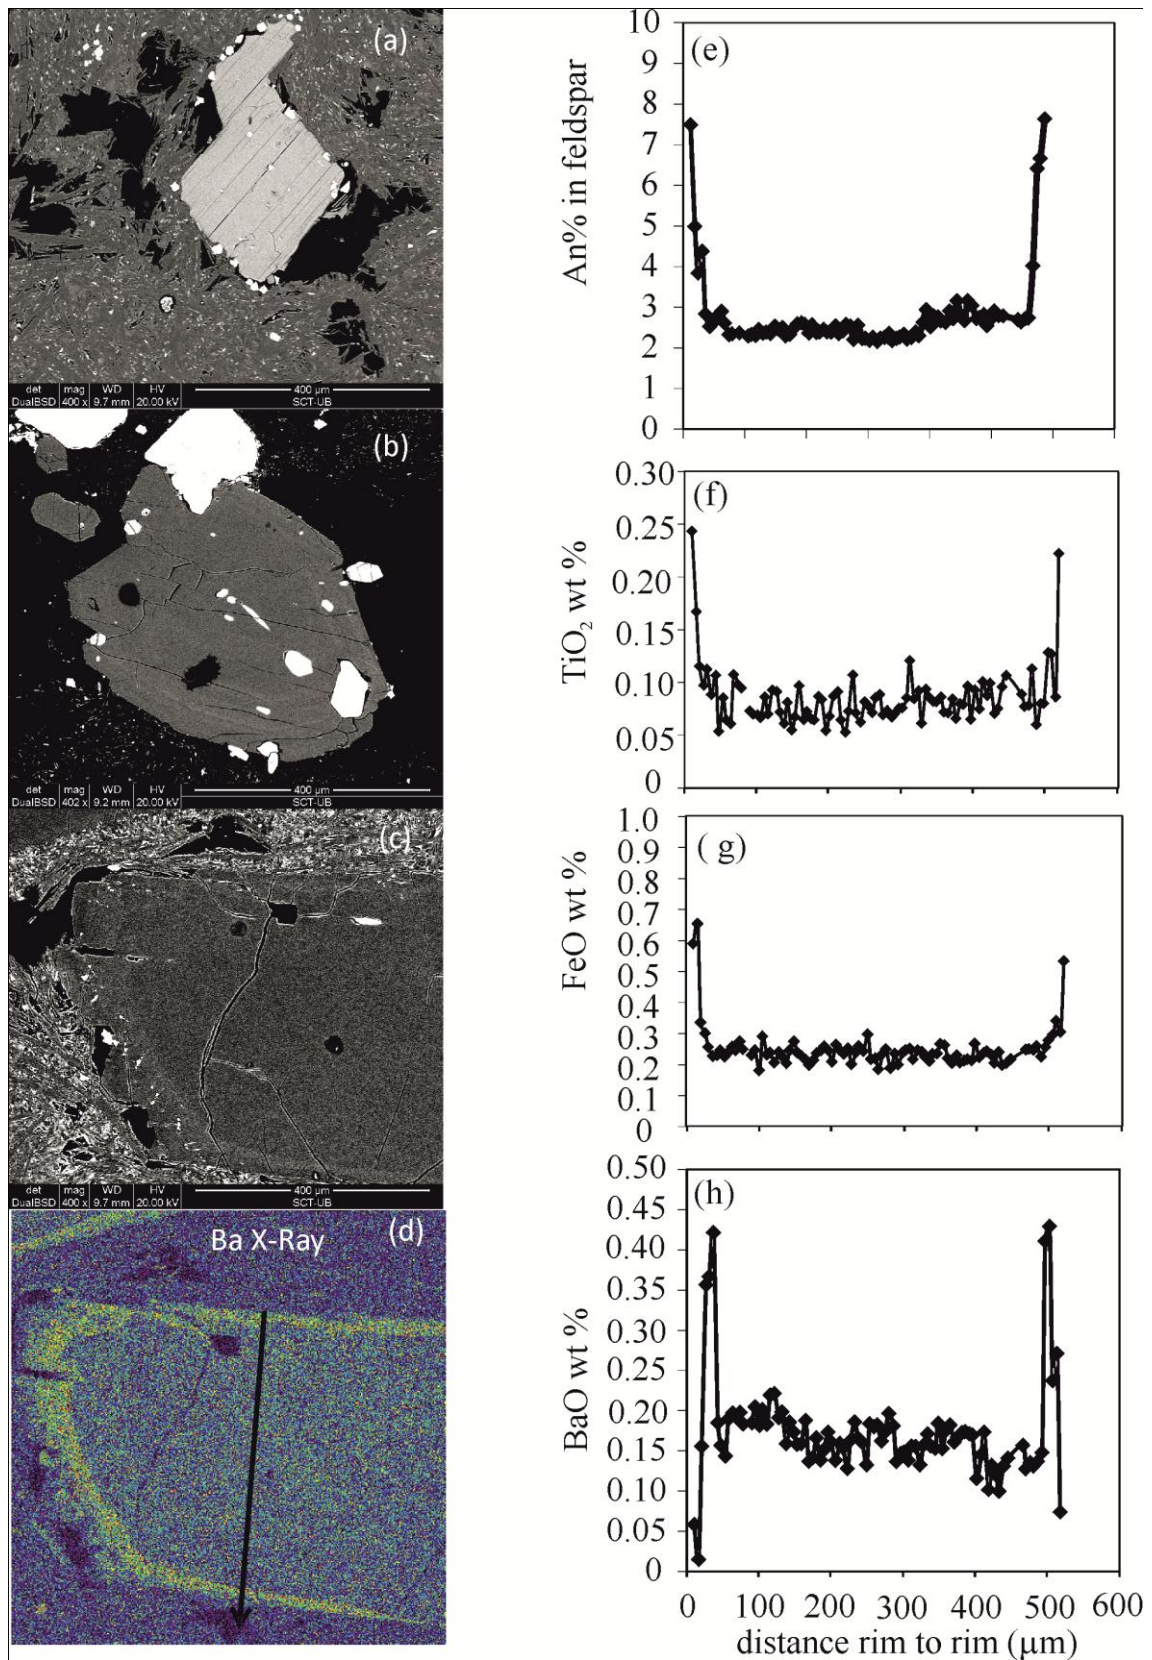 (a)
det mag WD HV 400 µm
DualBSD 400 x 9.7 mm 20.00 kV SCT-UB
(b)
det mag WD HV 400 µm
DualBSD 402 x 9.2 mm 20.00 kV SCT-UB
(c)
det mag WD HV 400 µm
DualBSD 400 x 9.7 mm 20.00 kV SCT-UB
Ba X-Ray (d)
(e)
An% in feldspar
10
9
8
7
6
5
4
3
2
1
0
(f)
TiO2 wt %
0.30
0.25
0.20
0.15
0.10
0.05
0
( g)
FeO wt %
1.0
0.9
0.8
0.7
0.6
0.5
0.4
0.3
0.2
0.1
0
(h)
BaO wt %
0.50
0.45
0.40
0.35
0.30
0.25
0.20
0.15
0.10
0.05
0
0 100 200 300 400 500 600
distance rim to rim (µm)